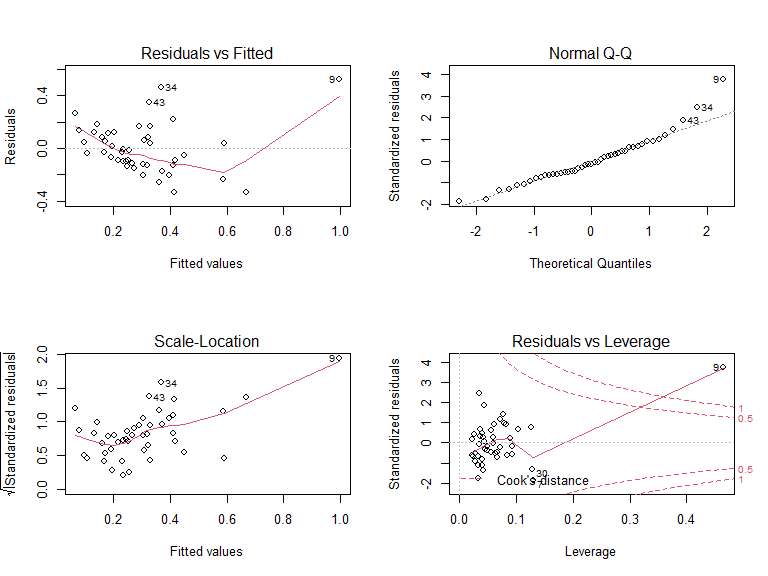 Residuals vs Fitted
Residuals
-0.4 0.0 0.4
9
34
43
0.2 0.4 0.6 0.8 1.0
Fitted values
Normal Q-Q
Standardized residuals
-2 0 1 2 3 4
9
34
43
-2 -1 0 1 2
Theoretical Quantiles
Scale-Location
√|Standardized residuals|
0.0 0.5 1.0 1.5 2.0
9
34
43
0.2 0.4 0.6 0.8 1.0
Fitted values
Residuals vs Leverage
Standardized residuals
-2 0 1 2 3 4
9
1
0.5
0.5
1
30
Cook's distance
0.0 0.1 0.2 0.3 0.4
Leverage